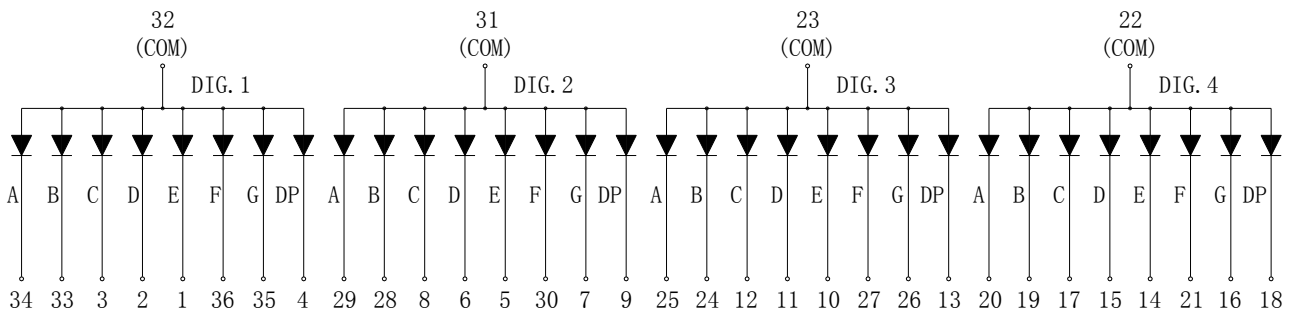 32 31 23 22
(COM) (COM) (COM) (COM)
DIG.1 DIG.2 DIG.3 DIG.4
A B C D E F G DP A B C D E F G DP A B C D E F G DP A B C D E F G DP
34 33 3 2 1 36 35 4 29 28 8 6 5 30 7 9 25 24 12 11 10 27 26 13 20 19 17 15 14 21 16 18